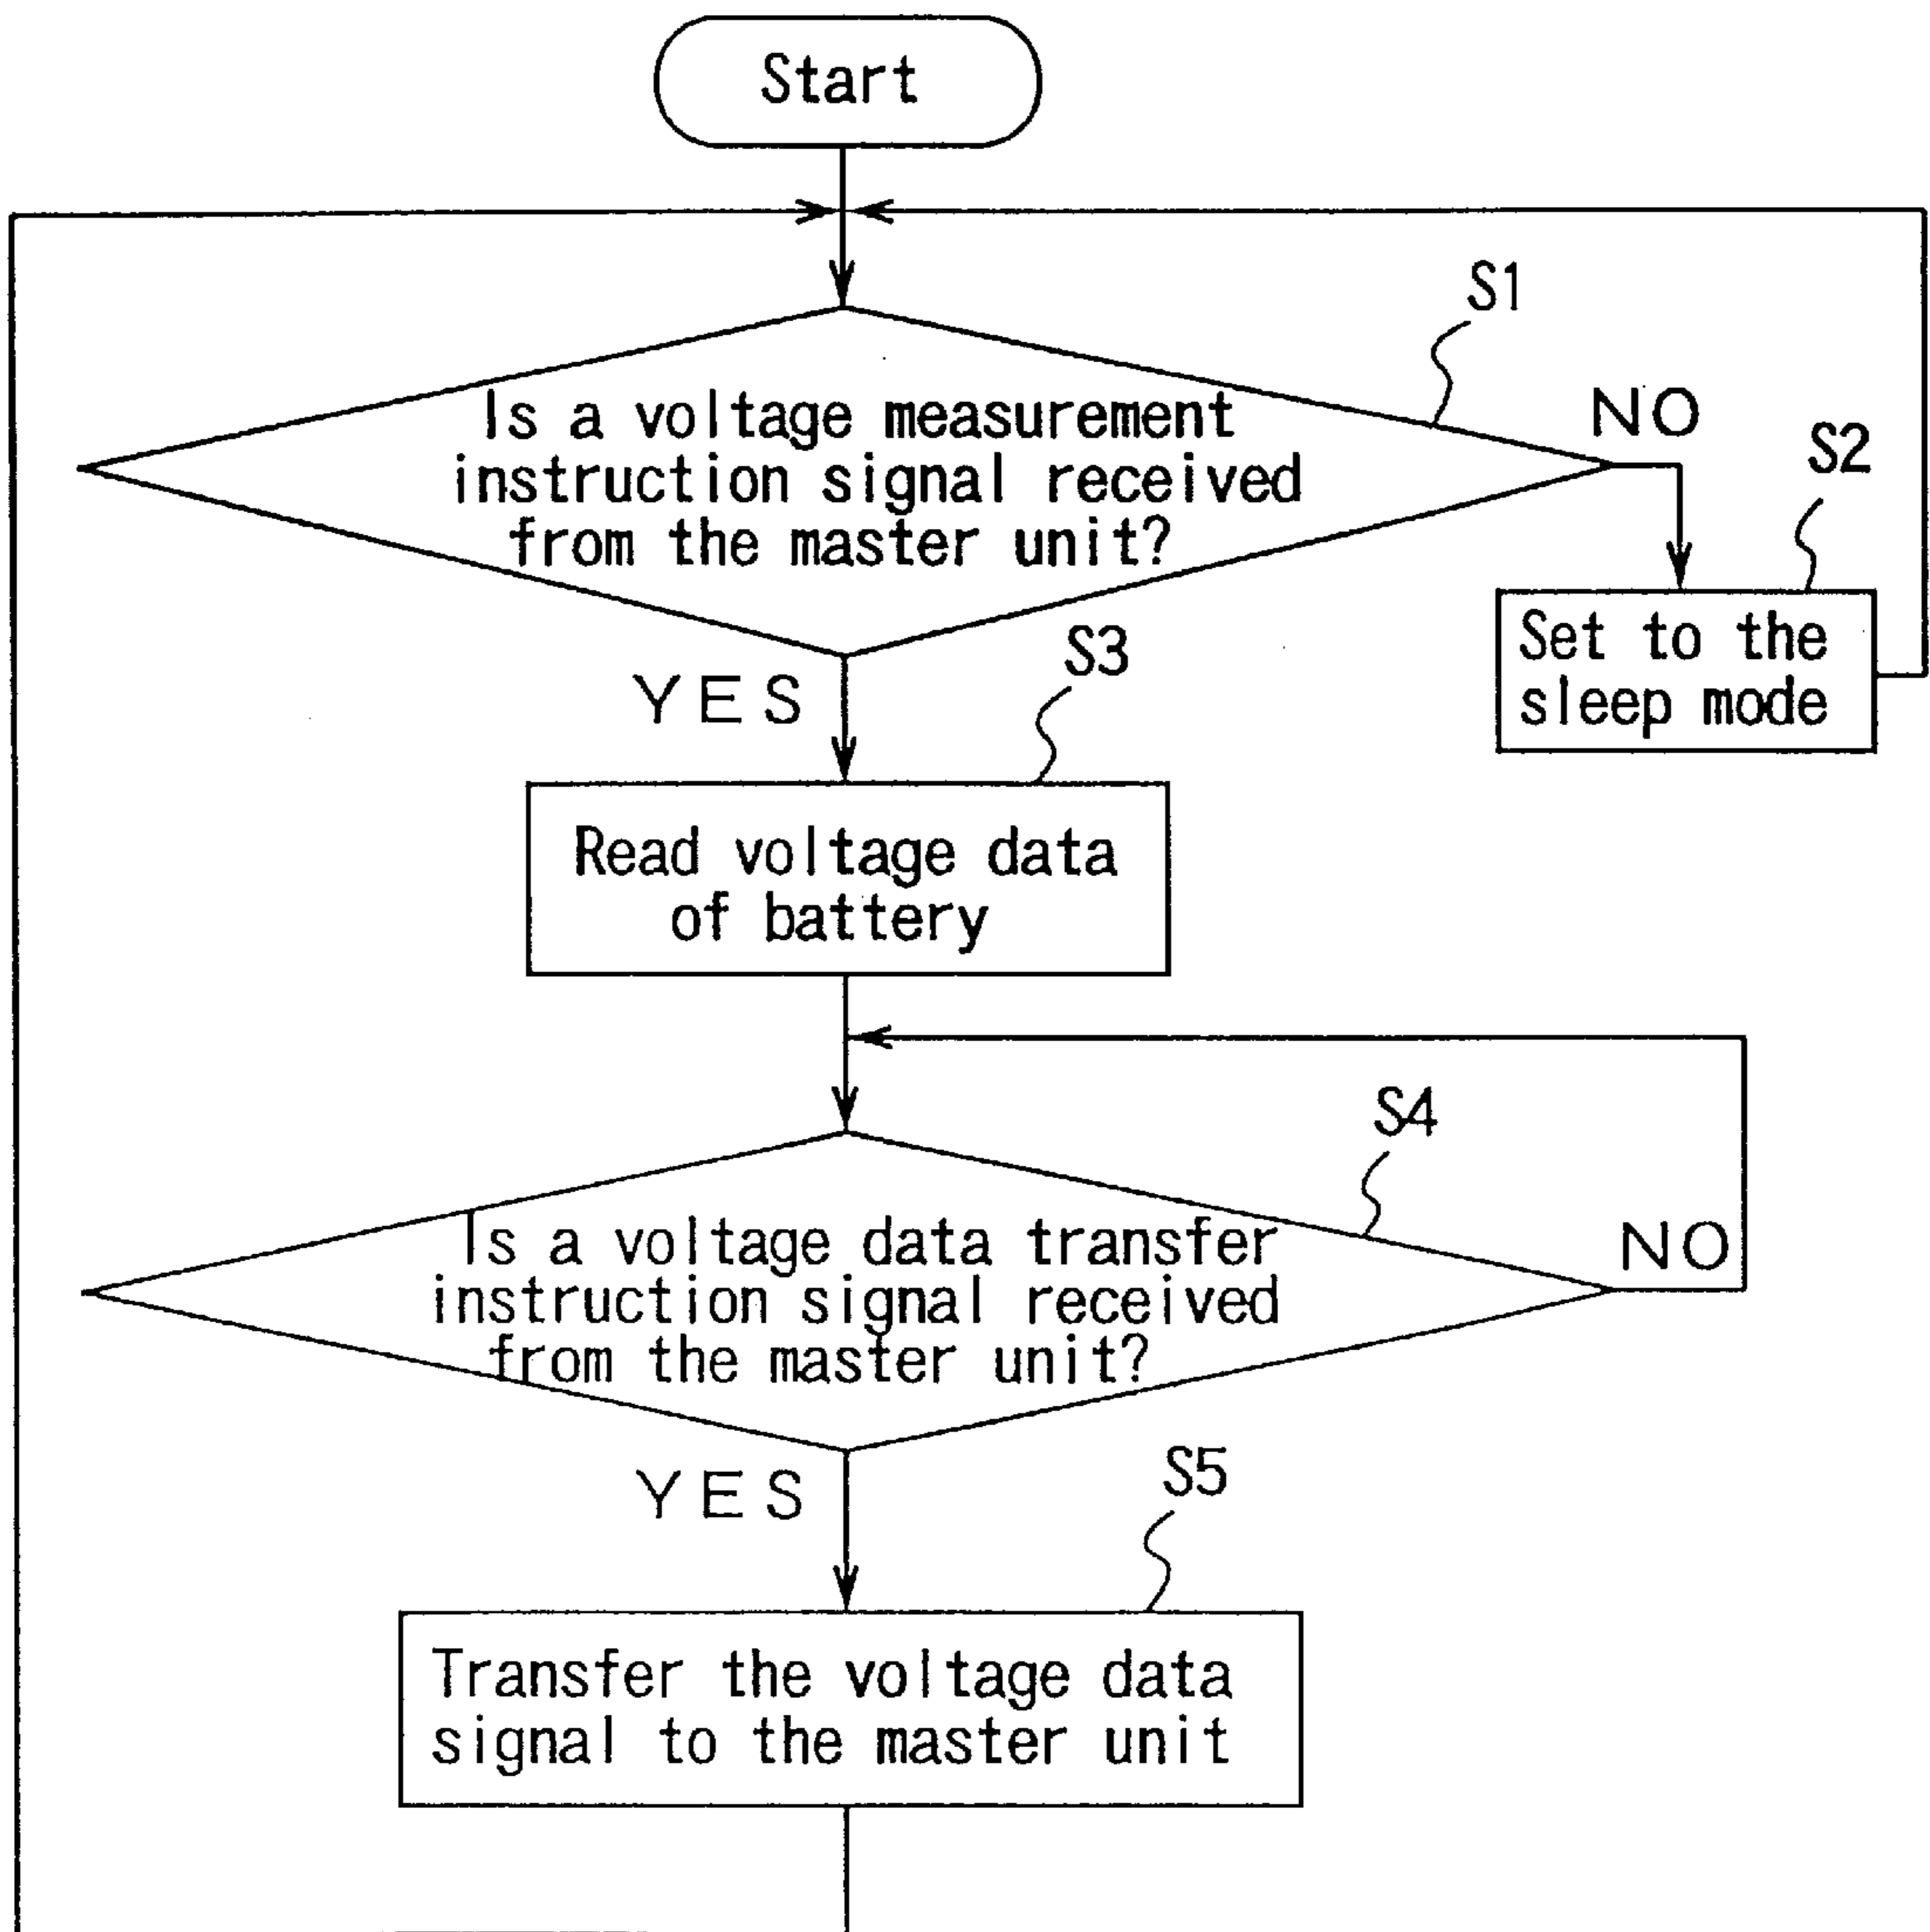 Start
S1
Is a voltage measurement
instruction signal received
from the master unit?
NO
S2
Set to the
sleep mode
YES
S3
Read voltage data
of battery
S4
Is a voltage data transfer
instruction signal received
from the master unit?
NO
YES
S5
Transfer the voltage data
signal to the master unit